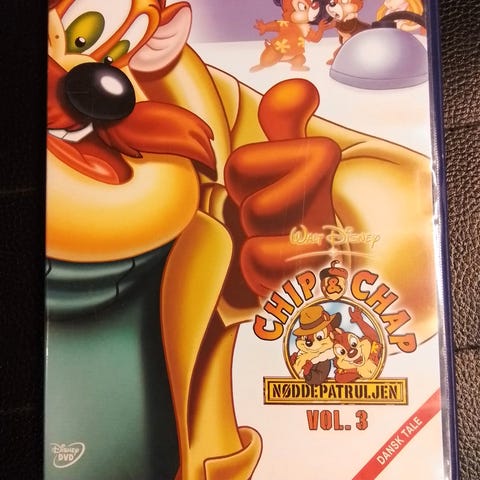 WALT DISNEY
CHIP & CHAP
NØDDEPATRULJEN
VOL. 3
DANSK TALE
Disney
DVD